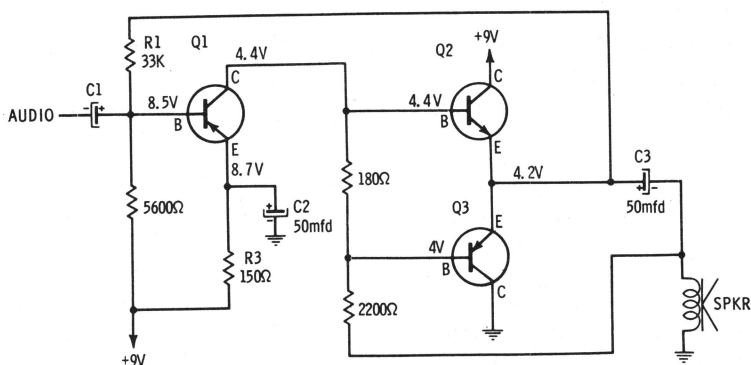 R1
33K
Q1
4.4V
Q2
+9V
C1
-
+
AUDIO
8.5V
B
C
E
4.4V
B
C
E
8.7V
5600Ω
+
-
C2
50mfd
R3
150Ω
180Ω
4.2V
C3
+
-
50mfd
Q3
E
4V
B
C
2200Ω
SPKR
+9V